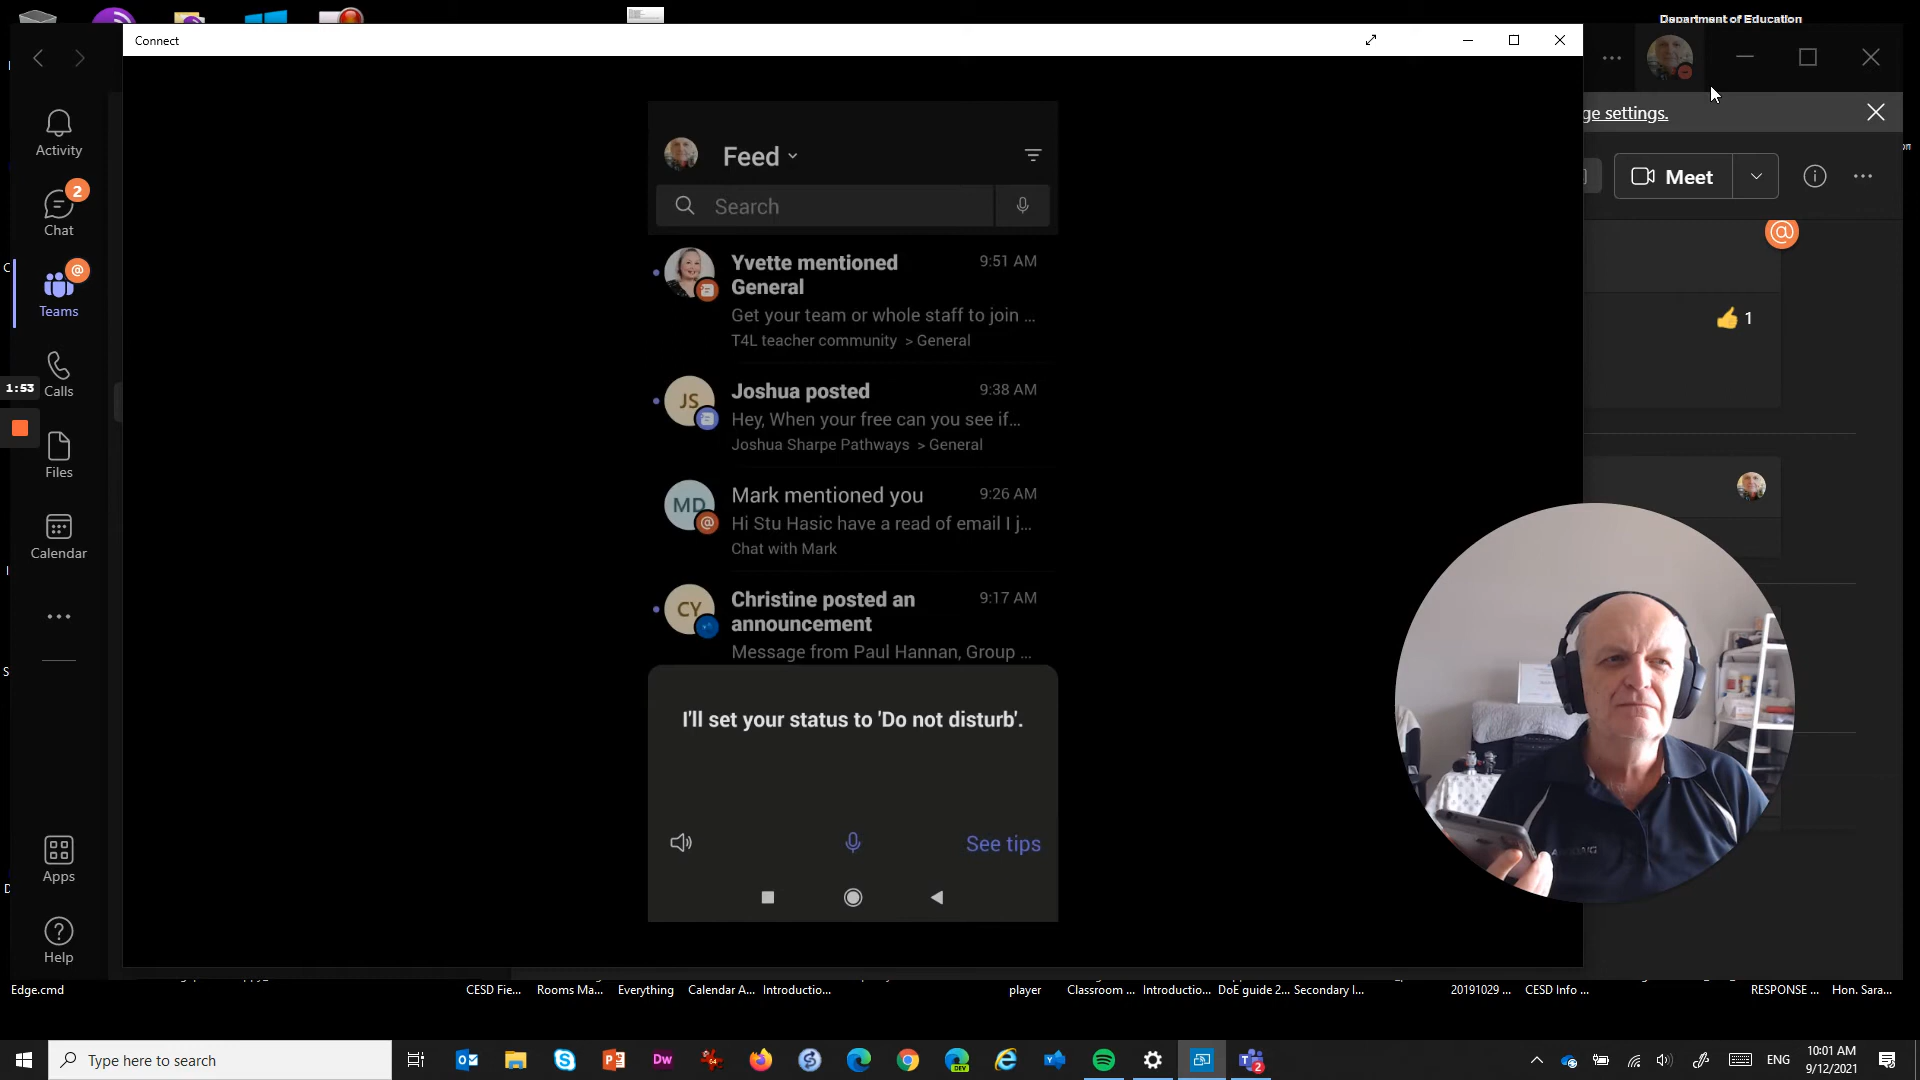 Department of Education
Connect
ge settings.
Activity
2
Chat
@
Teams
1:53
Calls
Files
Calendar
Apps
Help
Meet
@
1
Feed
Search
Yvette mentioned 9:51 AM
General
Get your team or whole staff to join ...
T4L teacher community > General
JS
Joshua posted 9:38 AM
Hey, When your free can you see if...
Joshua Sharpe Pathways > General
MD
@
Mark mentioned you 9:26 AM
Hi Stu Hasic have a read of email I j...
Chat with Mark
CY
Christine posted an 9:17 AM
announcement
Message from Paul Hannan, Group ...
I'll set your status to 'Do not disturb'.
See tips
Edge.cmd
CESD Fie...
Rooms Ma...
Everything
Calendar A...
Introductio...
player
Classroom ...
Introductio...
DoE guide 2...
Secondary I...
20191029 ...
CESD Info ...
RESPONSE ...
Hon. Sara...
Type here to search
Dw
64
DEV
2
ENG
10:01 AM
9/12/2021